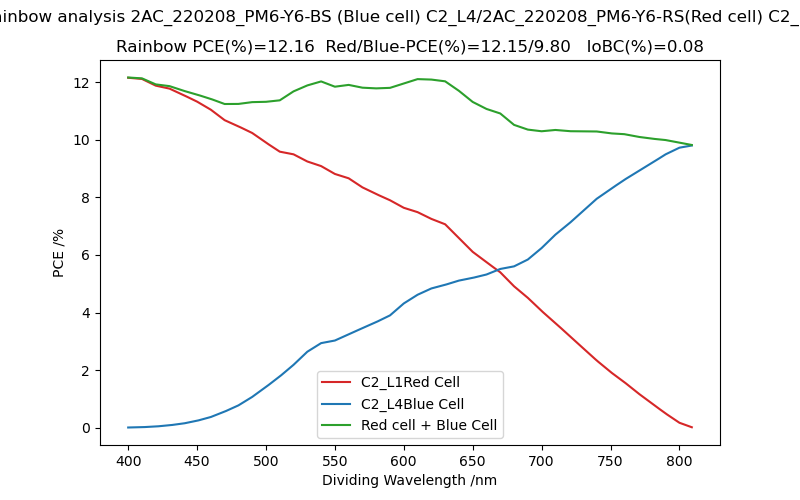 inbow analysis 2AC_220208_PM6-Y6-BS (Blue cell) C2_L4/2AC_220208_PM6-Y6-RS(Red cell) C2_
Rainbow PCE(%)=12.16 Red/Blue-PCE(%)=12.15/9.80 IoBC(%)=0.08
12
10
8
6
4
2
0
PCE /%
C2_L1Red Cell
C2_L4Blue Cell
Red cell + Blue Cell
400 450 500 550 600 650 700 750 800
Dividing Wavelength /nm